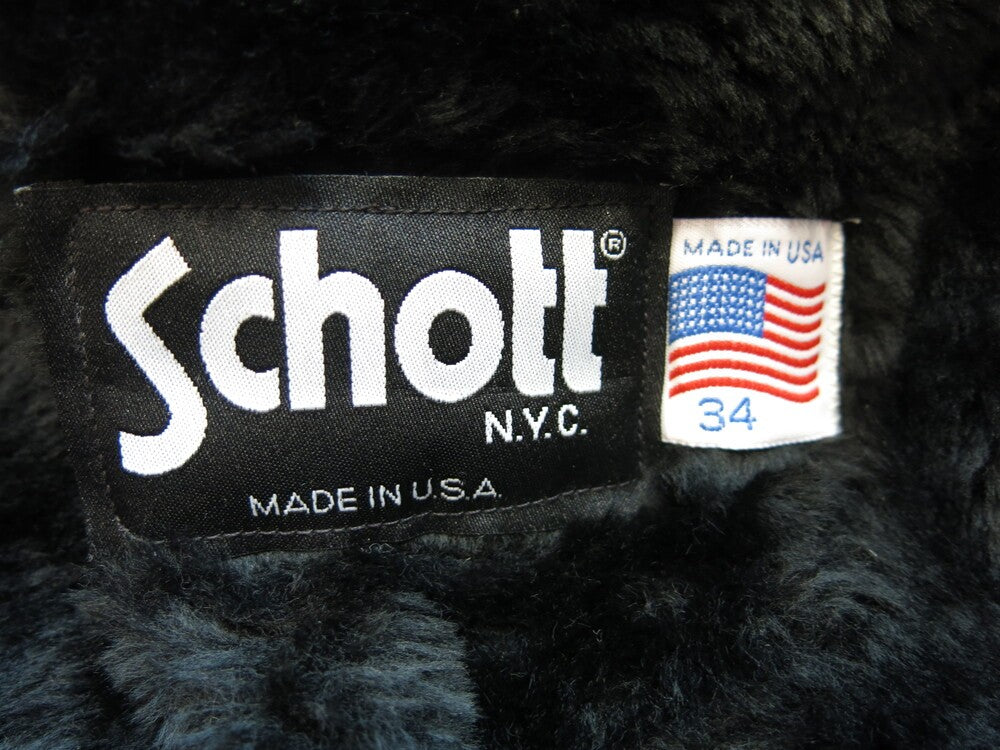 Schott®
N.Y.C.
MADE IN U.S.A.
MADE IN USA
34